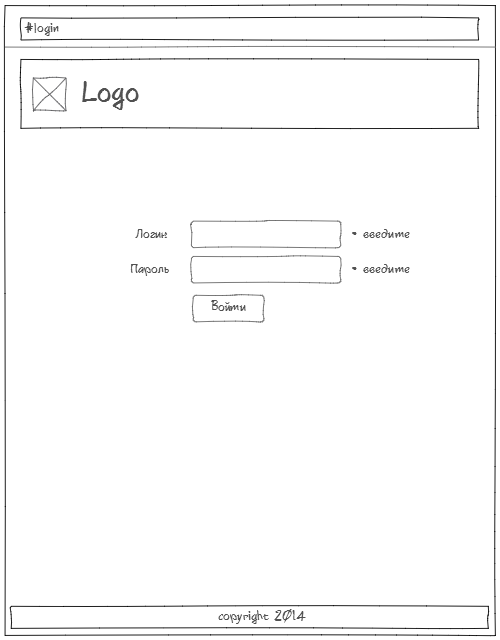 #login
Logo
Логин • введите
Пароль • введите
Войти
copyright 2014